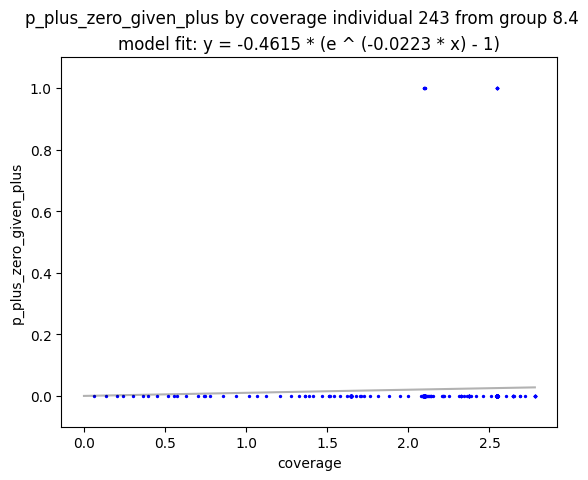 p_plus_zero_given_plus by coverage individual 243 from group 8.4
model fit: y = -0.4615 * (e ^ (-0.0223 * x) - 1)
1.0
0.8
0.6
0.4
0.2
0.0
p_plus_zero_given_plus
0.0 0.5 1.0 1.5 2.0 2.5
coverage